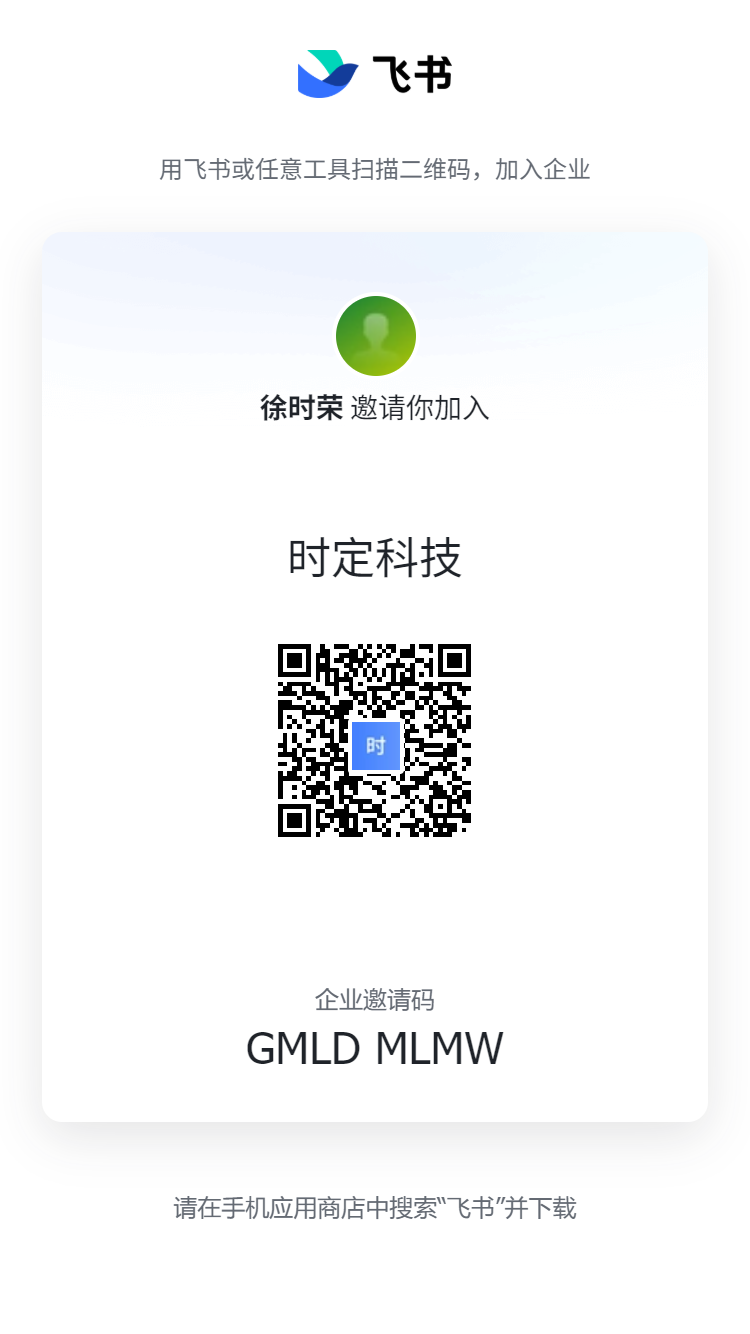 飞书
用飞书或任意工具扫描二维码，加入企业
徐时荣 邀请你加入
时定科技
时
企业邀请码
GMLD MLMW
请在手机应用商店中搜索“飞书”并下载